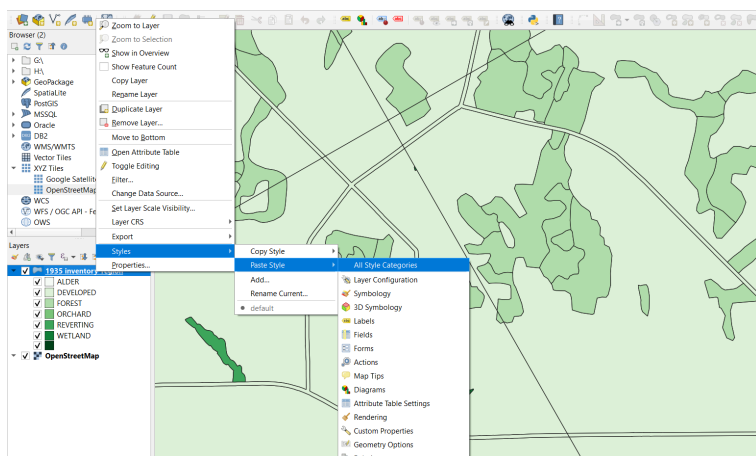 Browser (2)
G:\
H:\
GeoPackage
SpatiaLite
PostGIS
MSSQL
Oracle
DB2
WMS/WMTS
Vector Tiles
XYZ Tiles
Google Satellite
OpenStreetMap
WCS
WFS / OGC API - Fe
OWS
Layers
1935 inventory
ALDER
DEVELOPED
FOREST
ORCHARD
REVERTING
WETLAND
OpenStreetMap
Zoom to Layer
Zoom to Selection
Show in Overview
Show Feature Count
Copy Layer
Rename Layer
Duplicate Layer
Remove Layer...
Move to Bottom
Open Attribute Table
Toggle Editing
Filter...
Change Data Source...
Set Layer Scale Visibility...
Layer CRS
Export
Styles
Properties...
Copy Style
Paste Style
Add...
Rename Current...
default
All Style Categories
Layer Configuration
Symbology
3D Symbology
Labels
Fields
Forms
Actions
Map Tips
Diagrams
Attribute Table Settings
Rendering
Custom Properties
Geometry Options